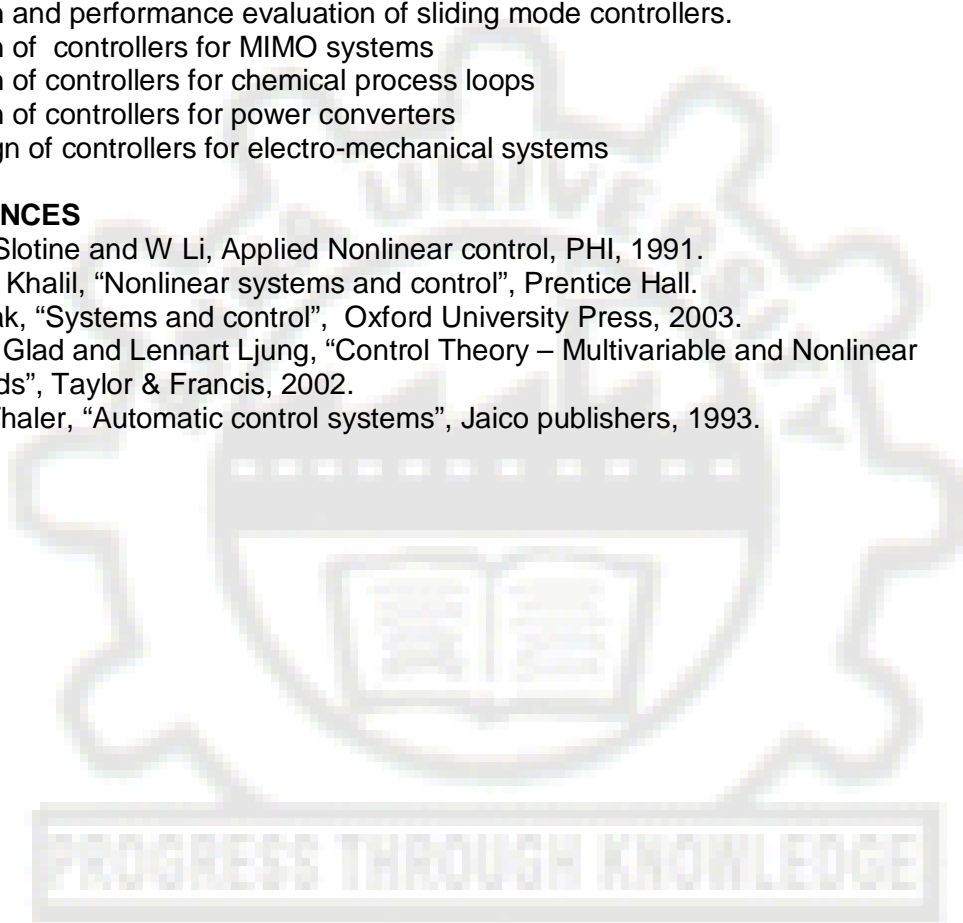 n and performance evaluation of sliding mode controllers.
n of controllers for MIMO systems
n of controllers for chemical process loops
n of controllers for power converters
gn of controllers for electro-mechanical systems
NCES
Slotine and W Li, Applied Nonlinear control, PHI, 1991.
Khalil, “Nonlinear systems and control”, Prentice Hall.
ak, “Systems and control”, Oxford University Press, 2003.
Glad and Lennart Ljung, “Control Theory – Multivariable and Nonlinear
ds”, Taylor & Francis, 2002.
haler, “Automatic control systems”, Jaico publishers, 1993.
UNIVERSITY
PROGRESS THROUGH KNOWLEDGE